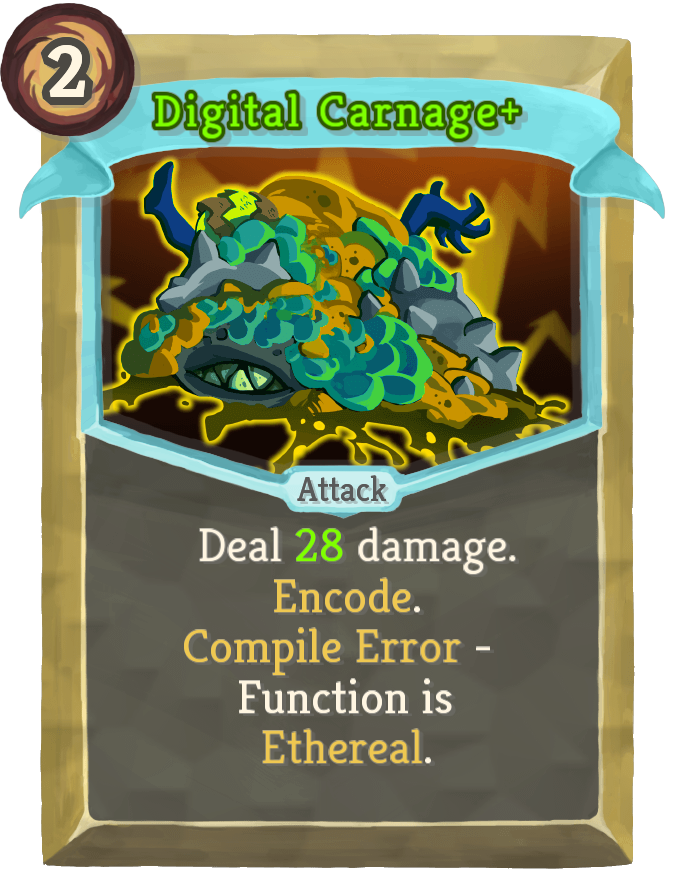 2
Digital Carnage+
Attack
Deal 28 damage.
Encode.
Compile Error -
Function is
Ethereal.